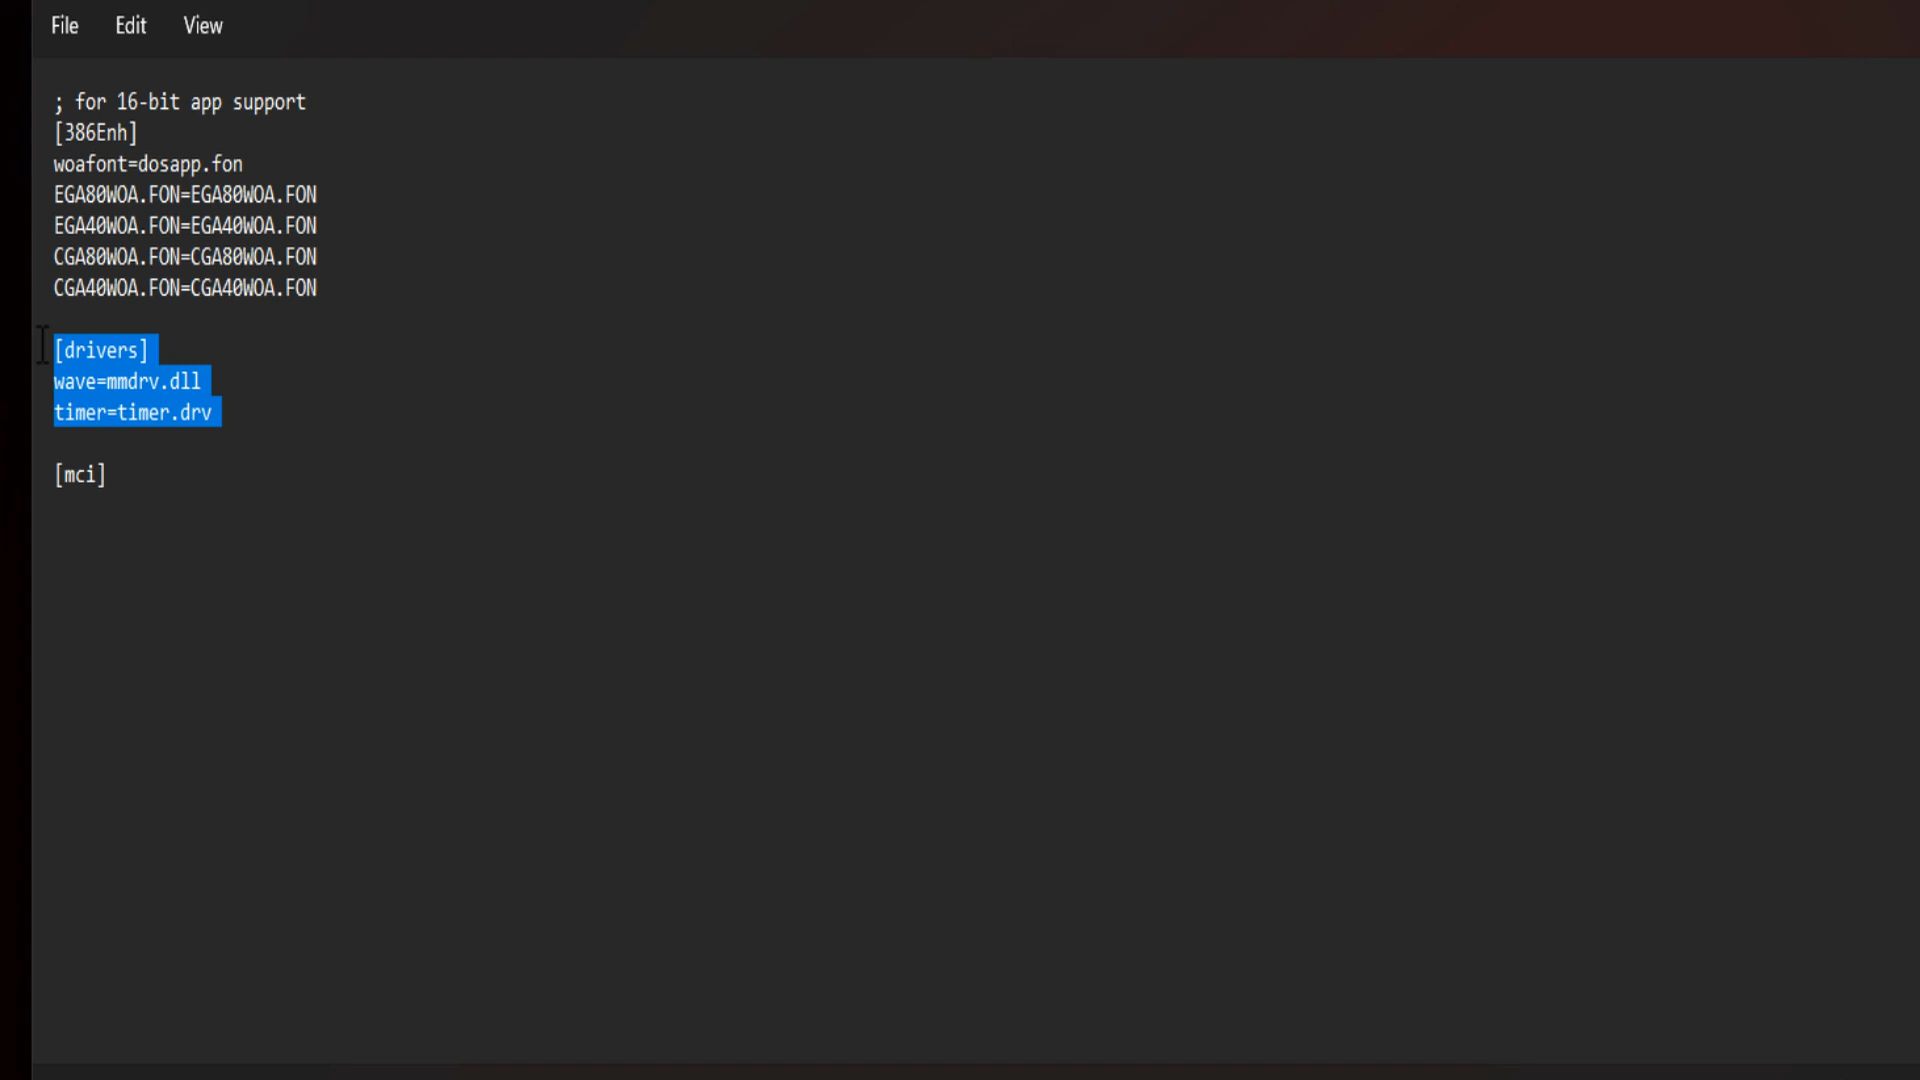 File Edit View
; for 16-bit app support
[386Enh]
woafont=dosapp.fon
EGA80WOA.FON=EGA80WOA.FON
EGA40WOA.FON=EGA40WOA.FON
CGA80WOA.FON=CGA80WOA.FON
CGA40WOA.FON=CGA40WOA.FON
[drivers]
wave=mmdrv.dll
timer=timer.drv
[mci]